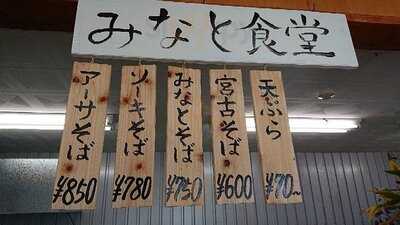 みなと食堂
アーサそば
¥850
ソーキそば
¥780
みなとそば
¥750
宮古そば
¥600
天ぷら
¥70~